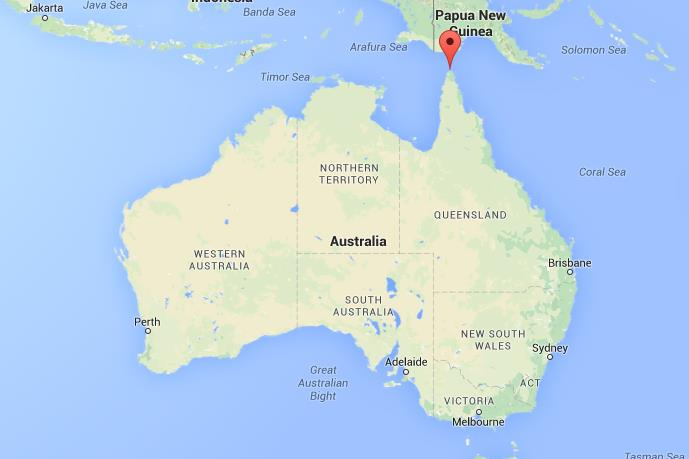 Jakarta
Java Sea
Indonesia
Banda Sea
Papua New
Guinea
Arafura Sea
Solomon Sea
Timor Sea
NORTHERN
TERRITORY
Coral Sea
QUEENSLAND
Australia
WESTERN
AUSTRALIA
Brisbane
SOUTH
AUSTRALIA
Perth
NEW SOUTH
WALES
Sydney
Adelaide
Great
Australian
Bight
ACT
VICTORIA
Melbourne
Tasman Sea